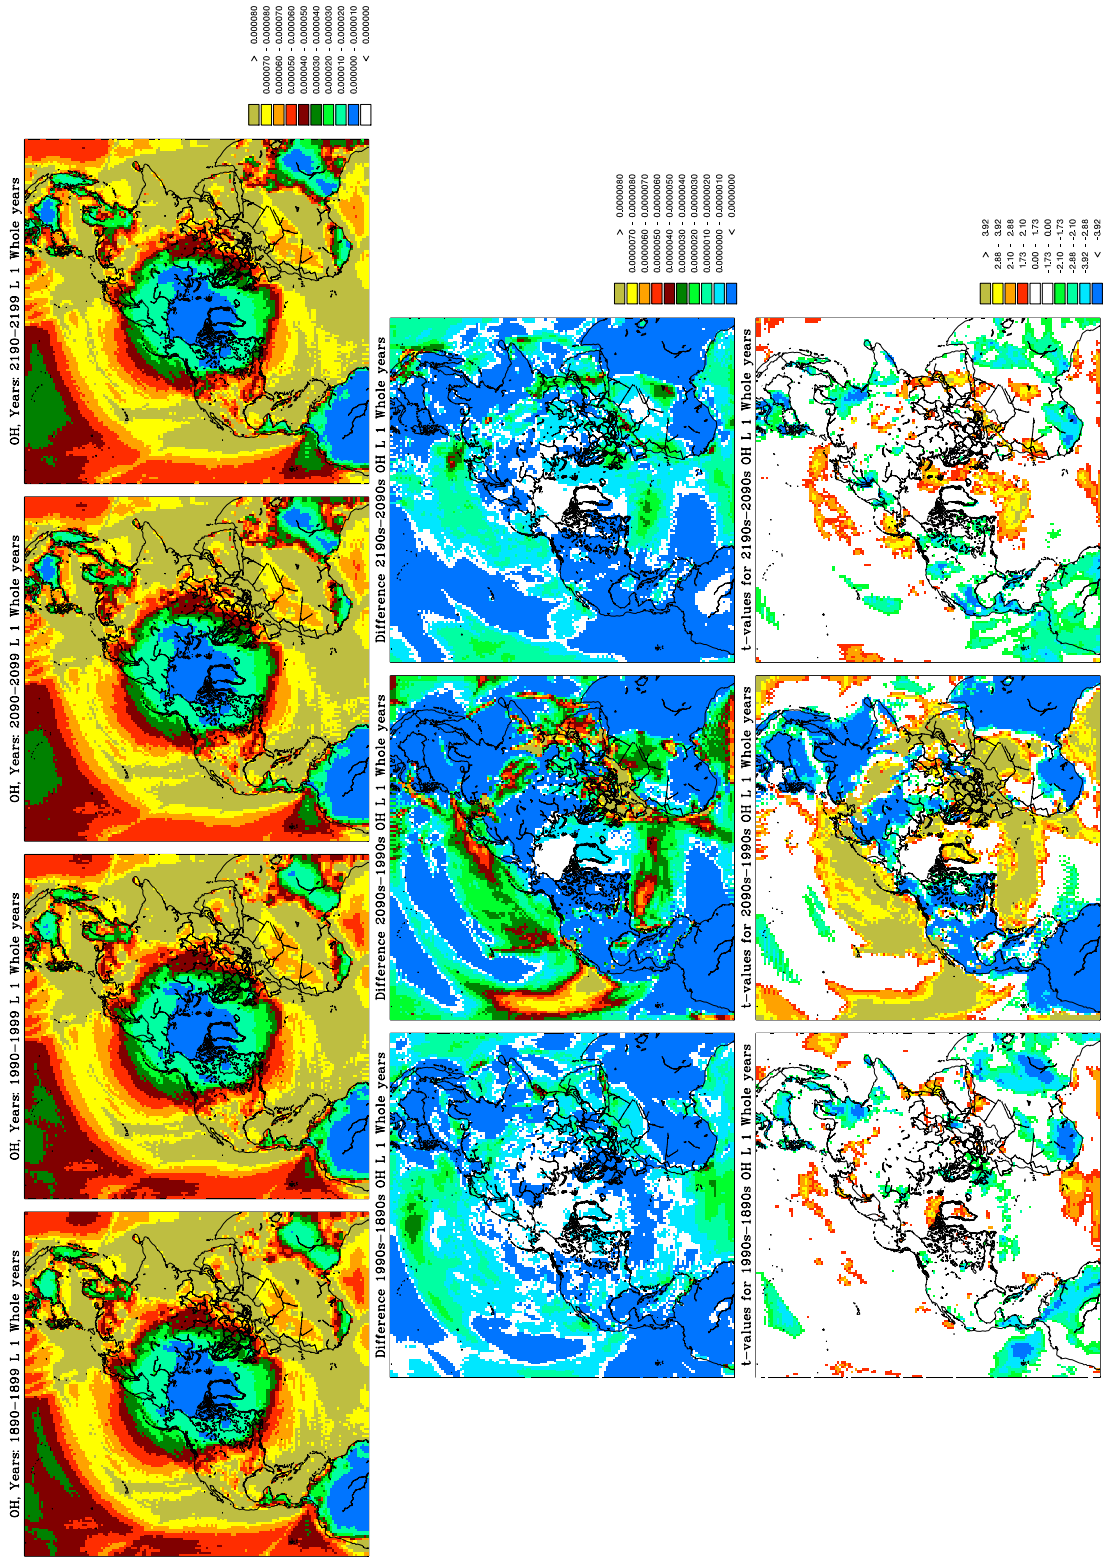 OH, Years: 1890-1899 L 1 Whole years
OH, Years: 1990-1999 L 1 Whole years
OH, Years: 2090-2099 L 1 Whole years
OH, Years: 2190-2199 L 1 Whole years
> 0.000080
0.000070 - 0.000080
0.000060 - 0.000070
0.000050 - 0.000060
0.000040 - 0.000050
0.000030 - 0.000040
0.000020 - 0.000030
0.000010 - 0.000020
0.000000 - 0.000010
< 0.000000
Difference 1990s-1890s OH L 1 Whole years
Difference 2090s-1990s OH L 1 Whole years
Difference 2190s-2090s OH L 1 Whole years
> 0.0000080
0.0000070 - 0.0000080
0.0000060 - 0.0000070
0.0000050 - 0.0000060
0.0000040 - 0.0000050
0.0000030 - 0.0000040
0.0000020 - 0.0000030
0.0000010 - 0.0000020
0.0000000 - 0.0000010
< 0.0000000
t-values for 1990s-1890s OH L 1 Whole years
t-values for 2090s-1990s OH L 1 Whole years
t-values for 2190s-2090s OH L 1 Whole years
> 3.92
2.88 - 3.92
2.10 - 2.88
1.73 - 2.10
0.00 - 1.73
-1.73 - 0.00
-2.10 - -1.73
-2.88 - -2.10
-3.92 - -2.88
< -3.92